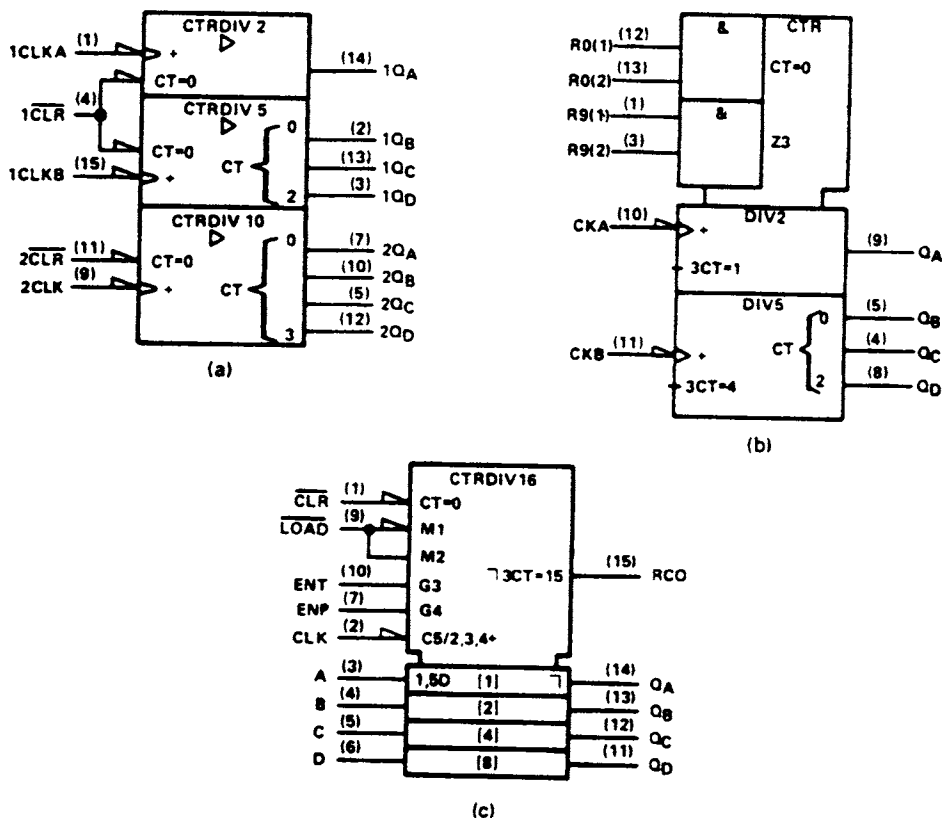 CTRDIV 2
1CLKA (1) +
(14) 1QA
CT=0
1CLR (4)
CTRDIV 5
0
(2) 1QB
CT=0
CT
(13) 1QC
1CLKB (15) +
2
(3) 1QD
CTRDIV 10
0
(7) 2QA
2CLR (11) CT=0
(10) 2QB
2CLK (9) +
CT
(5) 2QC
3
(12) 2QD
(a)
& CTR
R0(1) (12)
CT=0
R0(2) (13)
R9(1) (1)
&
Z3
R9(2) (3)
DIV2
CKA (10) +
(9) QA
3CT=1
DIV5
0
(5) QB
CKB (11) +
CT
(4) QC
3CT=4
2
(8) QD
(b)
CTRDIV16
CLR (1) CT=0
LOAD (9) M1
M2
3CT=15 (15) RCO
ENT (10) G3
ENP (7) G4
CLK (2) C5/2,3,4+
A (3) 1,5D [1] (14) QA
B (4) [2] (13) QB
C (5) [4] (12) QC
D (6) [8] (11) QD
(c)